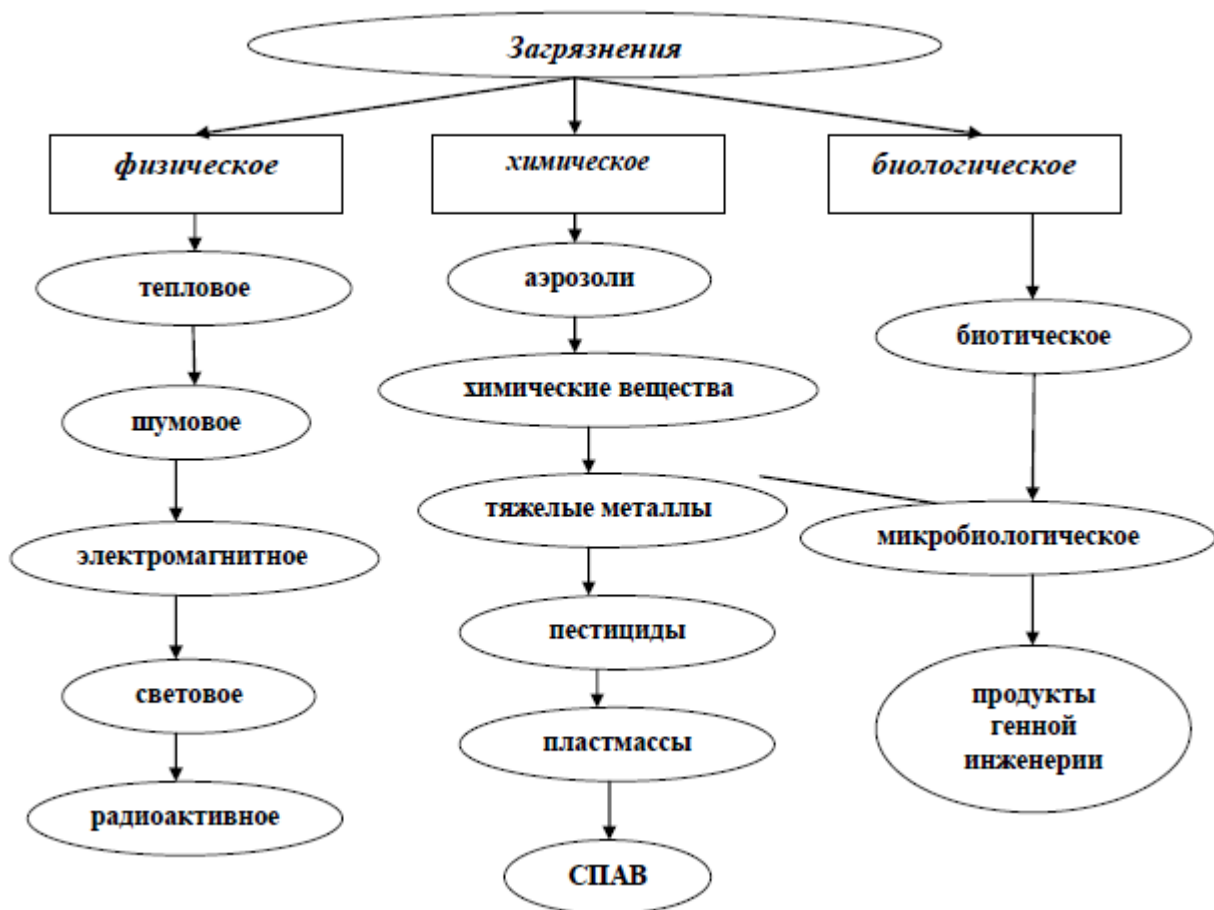 Загрязнения
физическое
химическое
биологическое
тепловое
шумовое
электромагнитное
световое
радиоактивное
аэрозоли
химические вещества
тяжелые металлы
пестициды
пластмассы
СПАВ
биотическое
микробиологическое
продукты
генной
инженерии